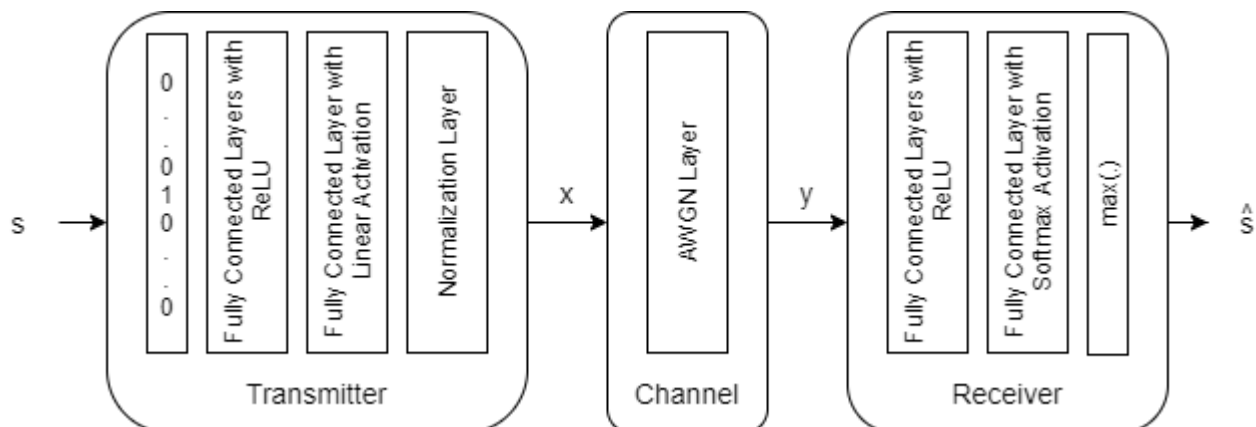 s
0
.
.
0
1
0
.
.
0
Fully Connected Layers with
ReLU
Fully Connected Layer with
Linear Activation
Normalization Layer
Transmitter
x
AWGN Layer
Channel
y
Fully Connected Layers with
ReLU
Fully Connected Layer with
Softmax Activation
max(.)
Receiver
ŝ